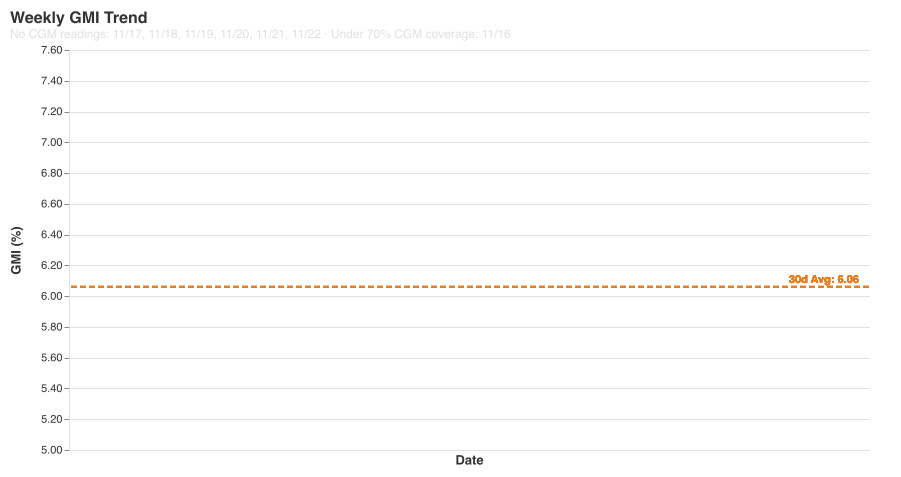 Weekly GMI Trend
No CGM readings: 11/17, 11/18, 11/19, 11/20, 11/21, 11/22 · Under 70% CGM coverage: 11/16
7.60
7.40
7.20
7.00
6.80
6.60
6.40
6.20
6.00
5.80
5.60
5.40
5.20
5.00
GMI (%)
30d Avg: 6.06
Date